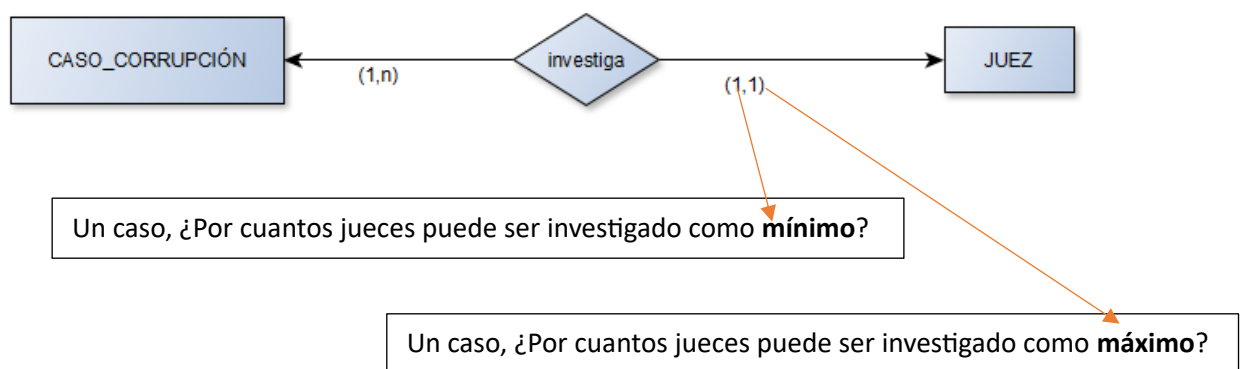 CASO_CORRUPCIÓN
investiga
JUEZ
(1,n)
(1,1)
Un caso, ¿Por cuantos jueces puede ser investigado como mínimo?
Un caso, ¿Por cuantos jueces puede ser investigado como máximo?